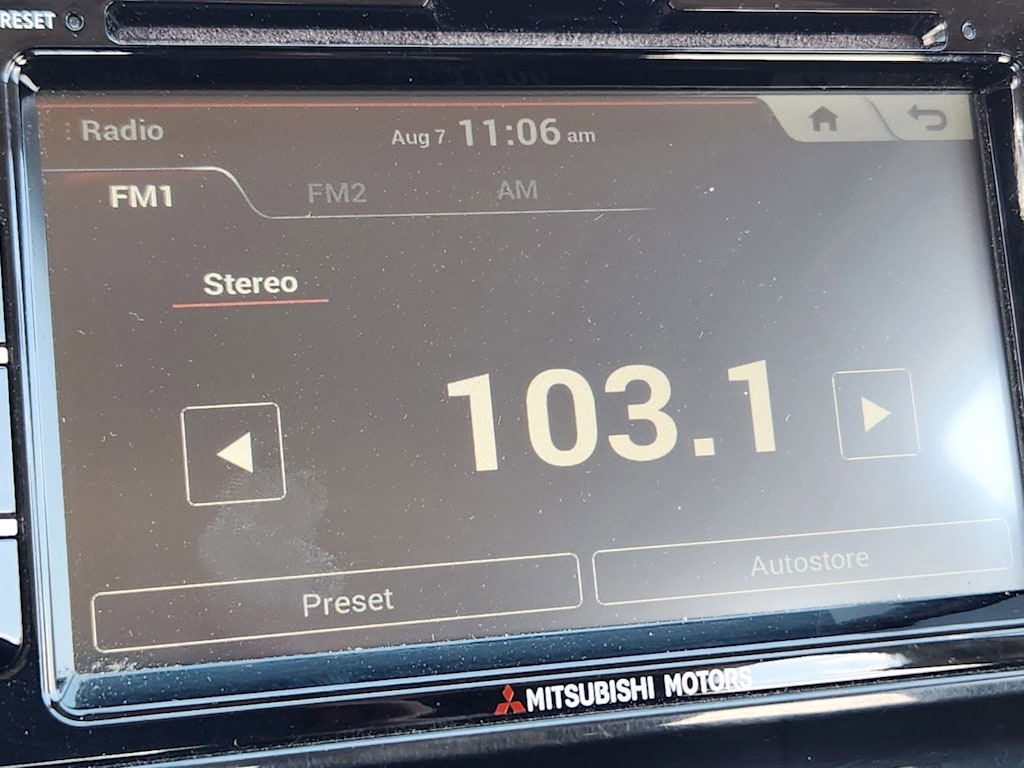 RESET
Radio
Aug 7 11:06 am
FM1 FM2 AM
Stereo
103.1
Preset
Autostore
MITSUBISHI MOTORS